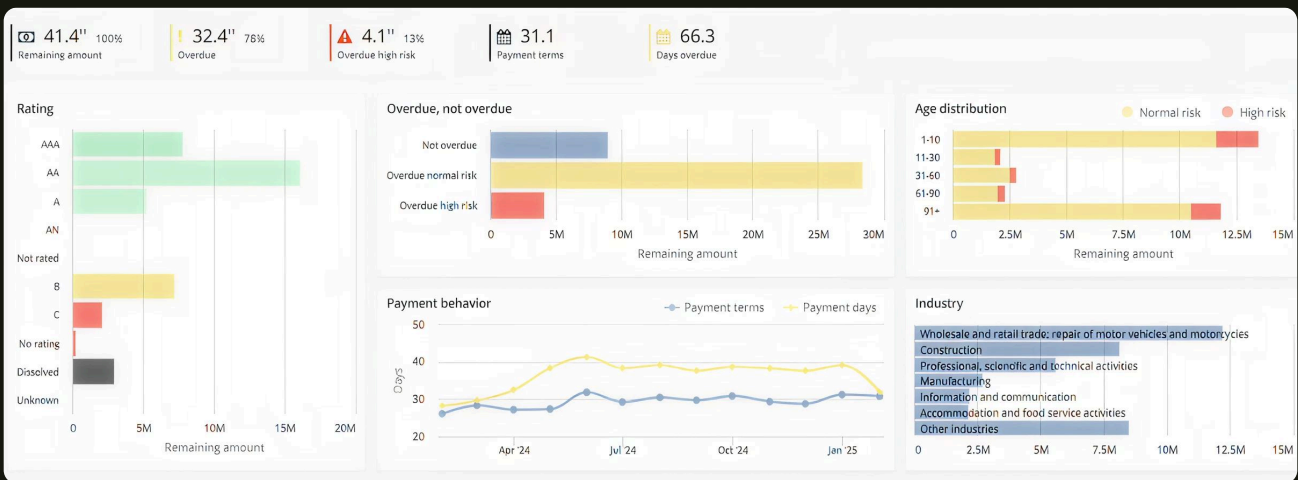 41.4" 100%
Remaining amount
32.4" 78%
Overdue
4.1" 13%
Overdue high risk
31.1
Payment terms
66.3
Days overdue
Rating
AAA
AA
A
AN
Not rated
B
C
No rating
Dissolved
Unknown
0 5M 10M 15M 20M
Remaining amount
Overdue, not overdue
Not overdue
Overdue normal risk
Overdue high risk
0 5M 10M 15M 20M 25M 30M
Remaining amount
Age distribution
Normal risk High risk
1-10
11-30
31-60
61-90
91+
0 2.5M 5M 7.5M 10M 12.5M 15M
Remaining amount
Payment behavior
Payment terms Payment days
Days
50
40
30
20
Apr '24 Jul '24 Oct '24 Jan '25
Industry
Wholesale and retail trade; repair of motor vehicles and motorcycles
Construction
Professional, scientific and technical activities
Manufacturing
Information and communication
Accommodation and food service activities
Other industries
0 2.5M 5M 7.5M 10M 12.5M 15M